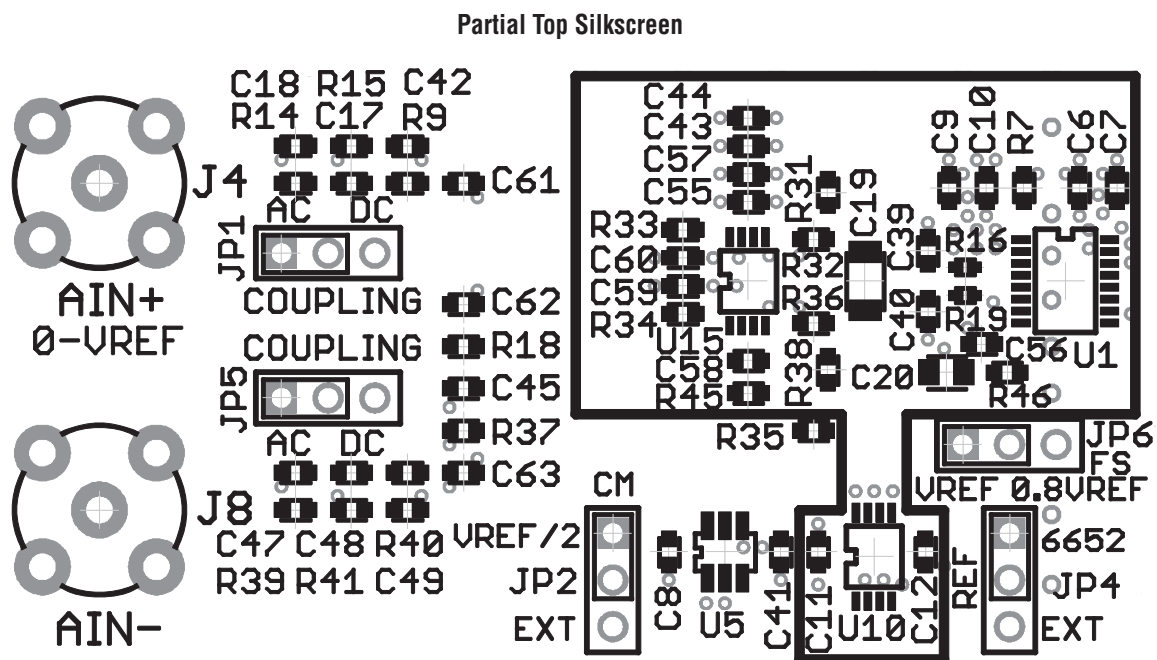 Partial Top Silkscreen
C18 R15 C42
R14 C17 R9
J4
C61
AC DC
JP1
COUPLING
AIN+
0-VREF
C62
COUPLING
R18
JP5
C45
AC DC
R37
C63
J8
C47 C48 R40
R39 R41 C49
AIN-
C44
C43
C57
C55
R31
C19
C9
C10
R7
C6
C7
R33
C60
C59
R34
R32
R36
C39
R16
C40
R19
U15
C58
R45
R38
C20
C56
U1
R46
R35
JP6
FS
VREF 0.8VREF
CM
VREF/2
JP2
EXT
C8
U5
C41
C11
U10
C12
REF
6652
JP4
EXT